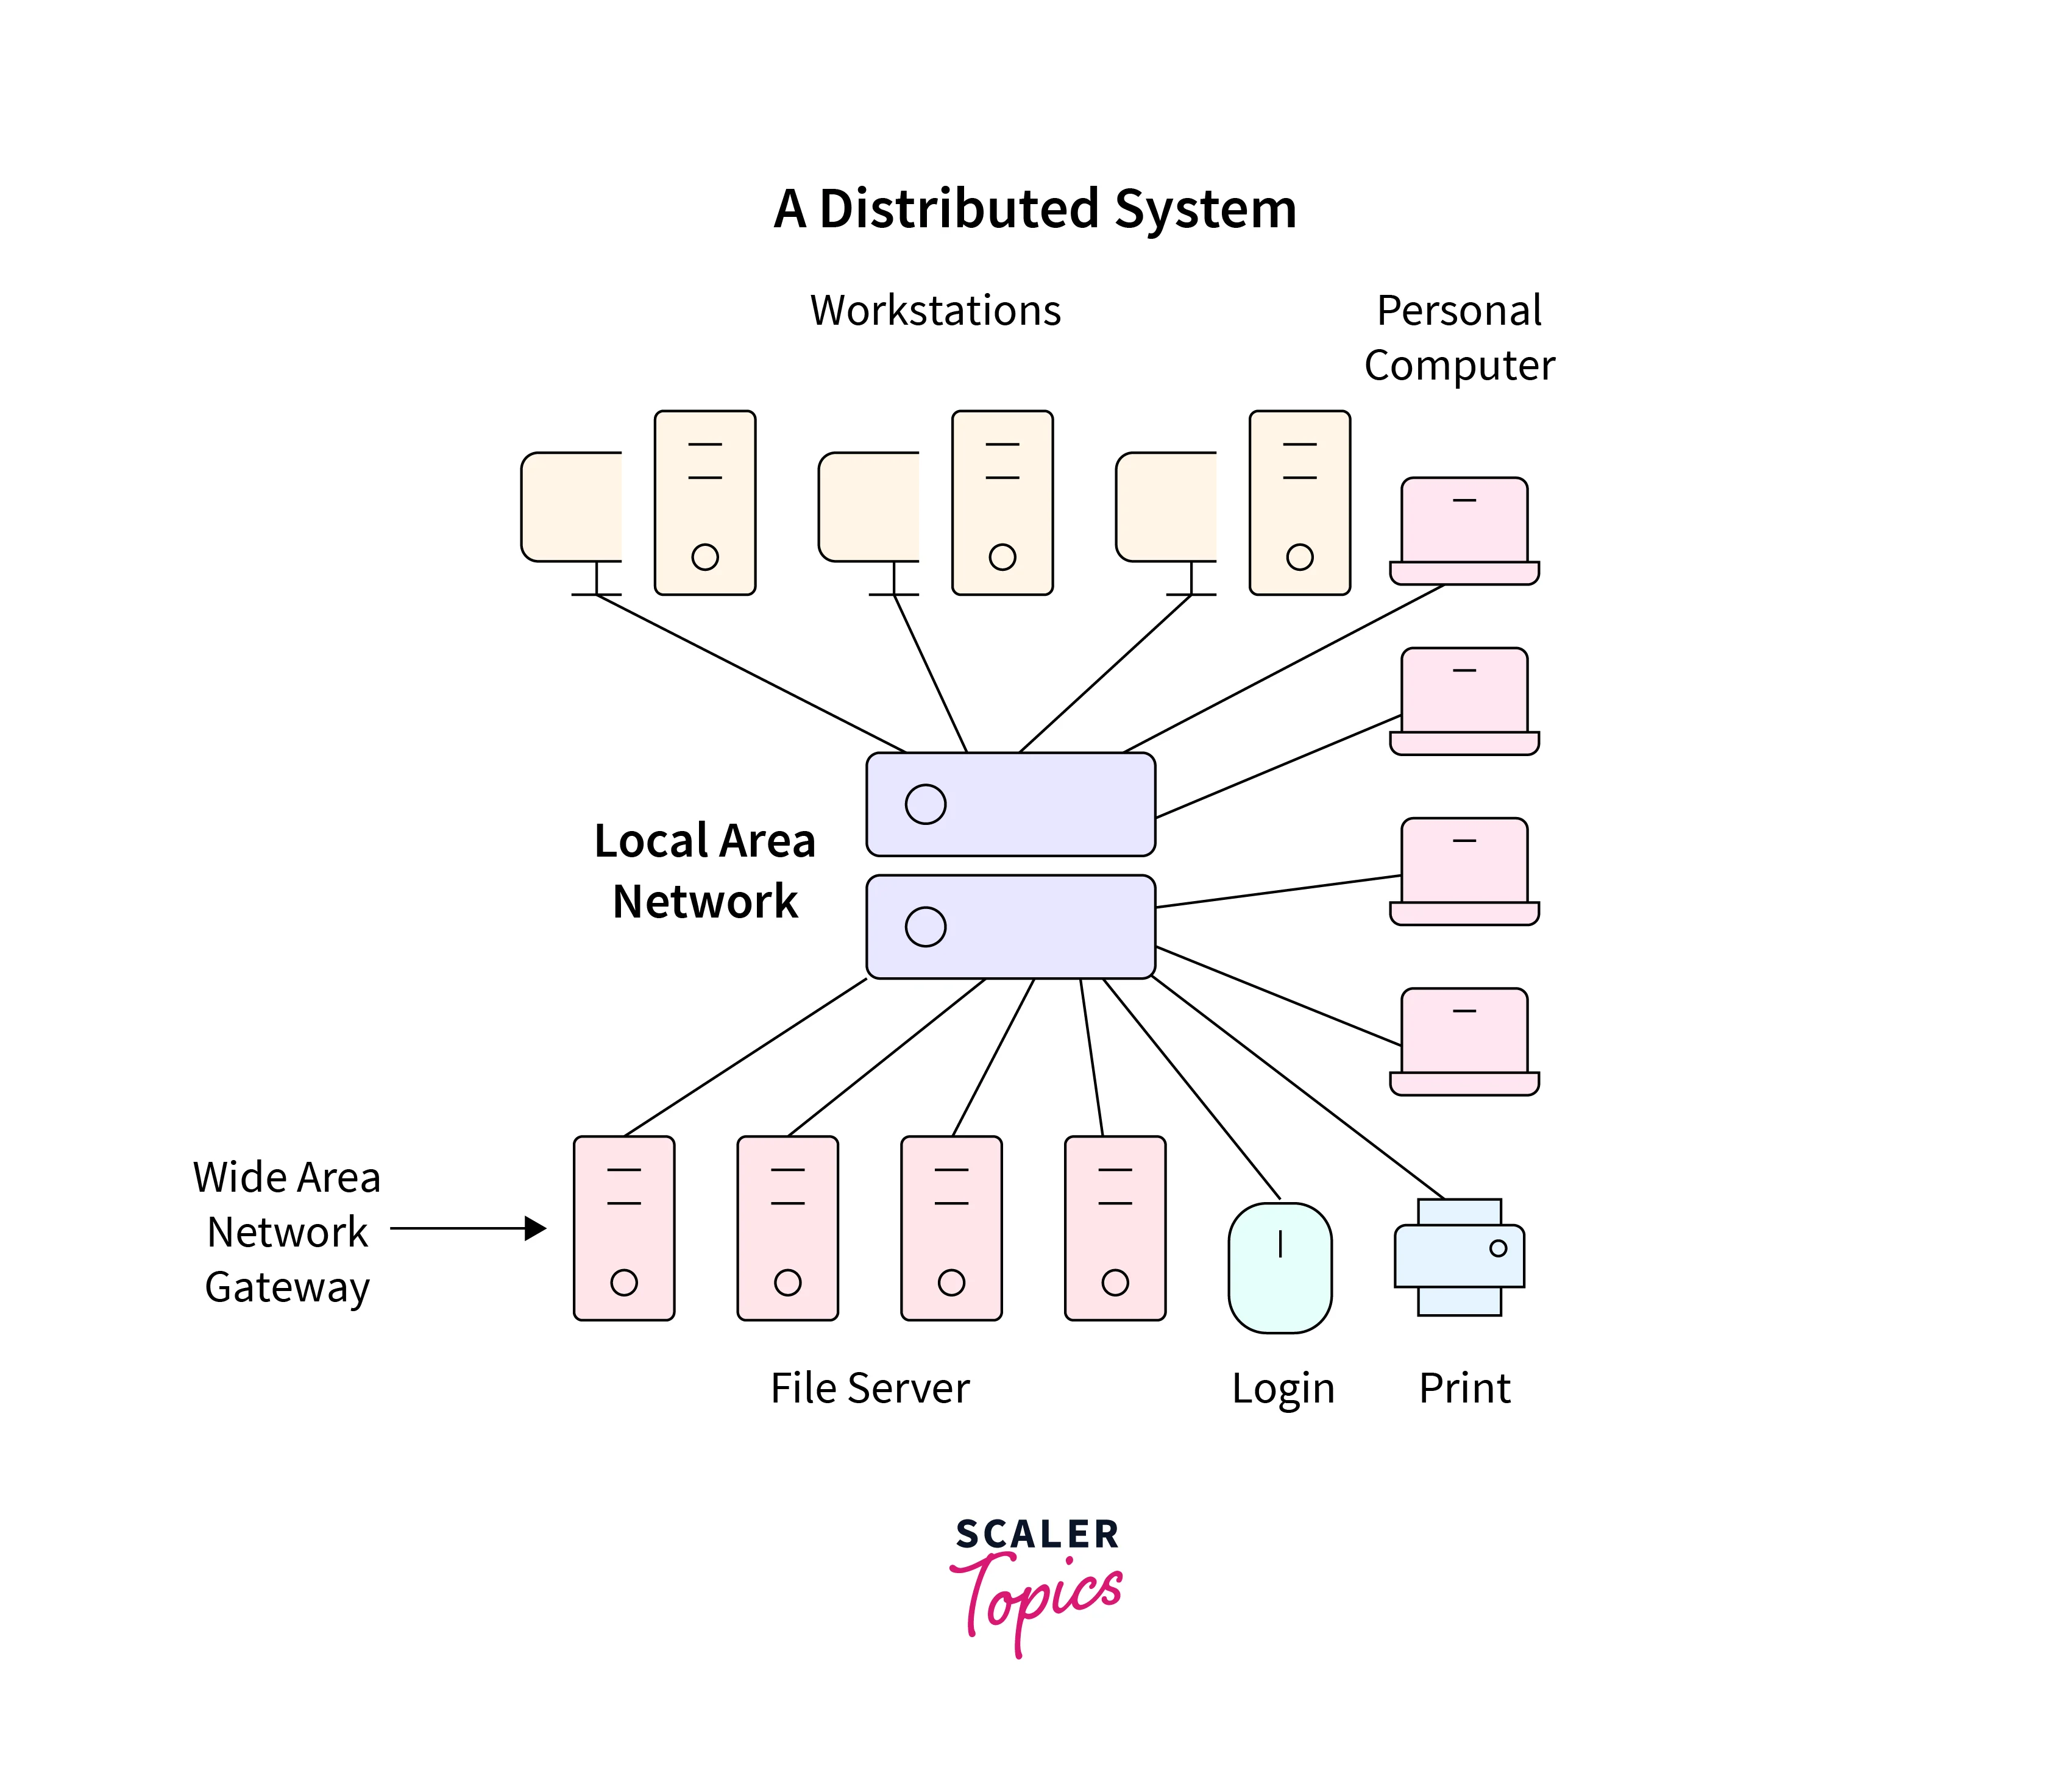 A Distributed System
Workstations
Personal
Computer
Local Area
Network
Wide Area
Network
Gateway
File Server
Login
Print
SCALER
Topics